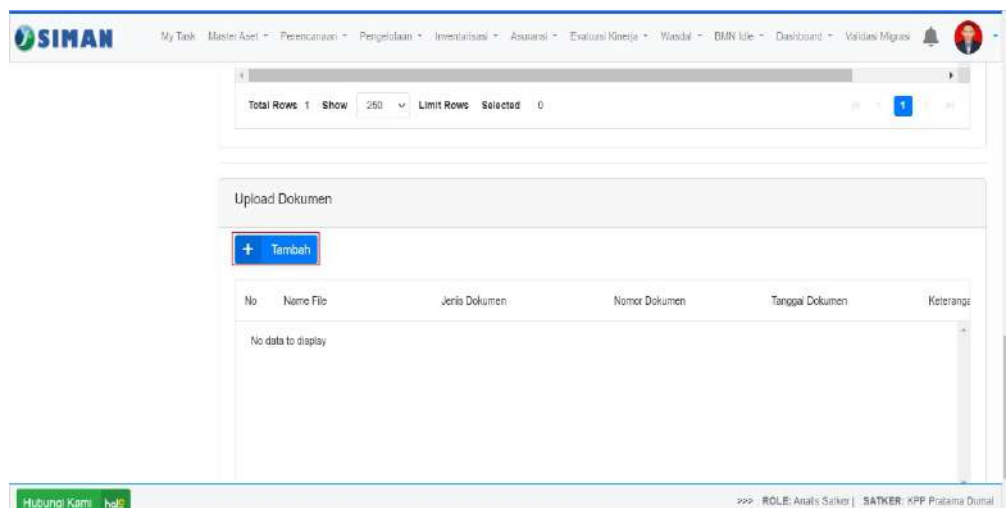 SIMAN
My Task Master Aset Perencanaan Pengelolaan Inventarisasi Asuransi Evaluasi Kinerja Wasdal BMN Idle Dashboard Validasi Migrasi
Total Rows 1 Show 250 Limit Rows Selected 0 1
Upload Dokumen
+ Tambah
No Name File Jenis Dokumen Nomor Dokumen Tanggal Dokumen Keteranga
No data to display
Hubungi Kami halo >>> ROLE: Analis Satker | SATKER: KPP Pratama Dumai